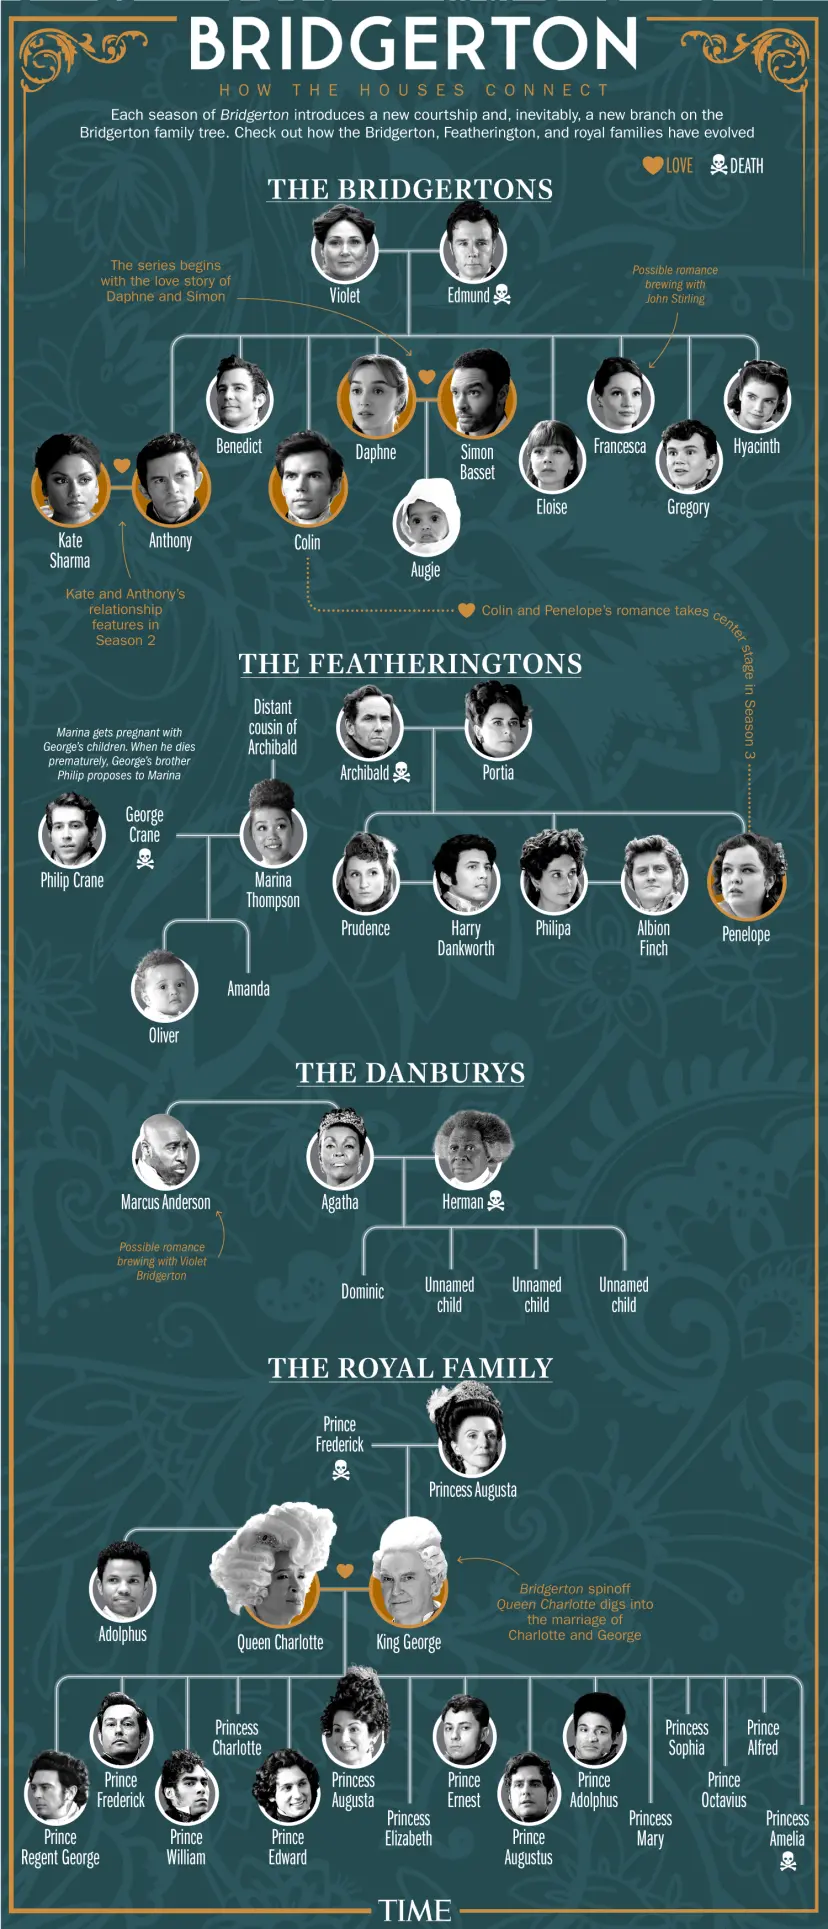 BRIDGERTON
HOW THE HOUSES CONNECT
Each season of Bridgerton introduces a new courtship and, inevitably, a new branch on the
Bridgerton family tree. Check out how the Bridgerton, Featherington, and royal families have evolved
LOVE
DEATH
THE BRIDGERTONS
Violet
Edmund
The series begins
with the love story of
Daphne and Simon
Possible romance
brewing with
John Stirling
Benedict
Daphne
Simon
Basset
Francesca
Hyacinth
Eloise
Gregory
Kate
Sharma
Anthony
Colin
Augie
Kate and Anthony's
relationship
features in
Season 2
Colin and Penelope's romance takes center stage in Season 3
THE FEATHERINGTONS
Distant
cousin of
Archibald
Archibald
Portia
Marina gets pregnant with
George's children. When he dies
prematurely, George's brother
Philip proposes to Marina
George
Crane
Philip Crane
Marina
Thompson
Prudence
Harry
Dankworth
Philipa
Albion
Finch
Penelope
Oliver
Amanda
THE DANBURYS
Marcus Anderson
Agatha
Herman
Possible romance
brewing with Violet
Bridgerton
Dominic
Unnamed
child
Unnamed
child
Unnamed
child
THE ROYAL FAMILY
Prince
Frederick
Princess Augusta
Adolphus
Queen Charlotte
King George
Bridgerton spinoff
Queen Charlotte digs into
the marriage of
Charlotte and George
Prince
Regent George
Prince
Frederick
Prince
William
Princess
Charlotte
Prince
Edward
Princess
Augusta
Princess
Elizabeth
Prince
Ernest
Prince
Augustus
Prince
Adolphus
Princess
Mary
Princess
Sophia
Prince
Octavius
Prince
Alfred
Princess
Amelia
TIME